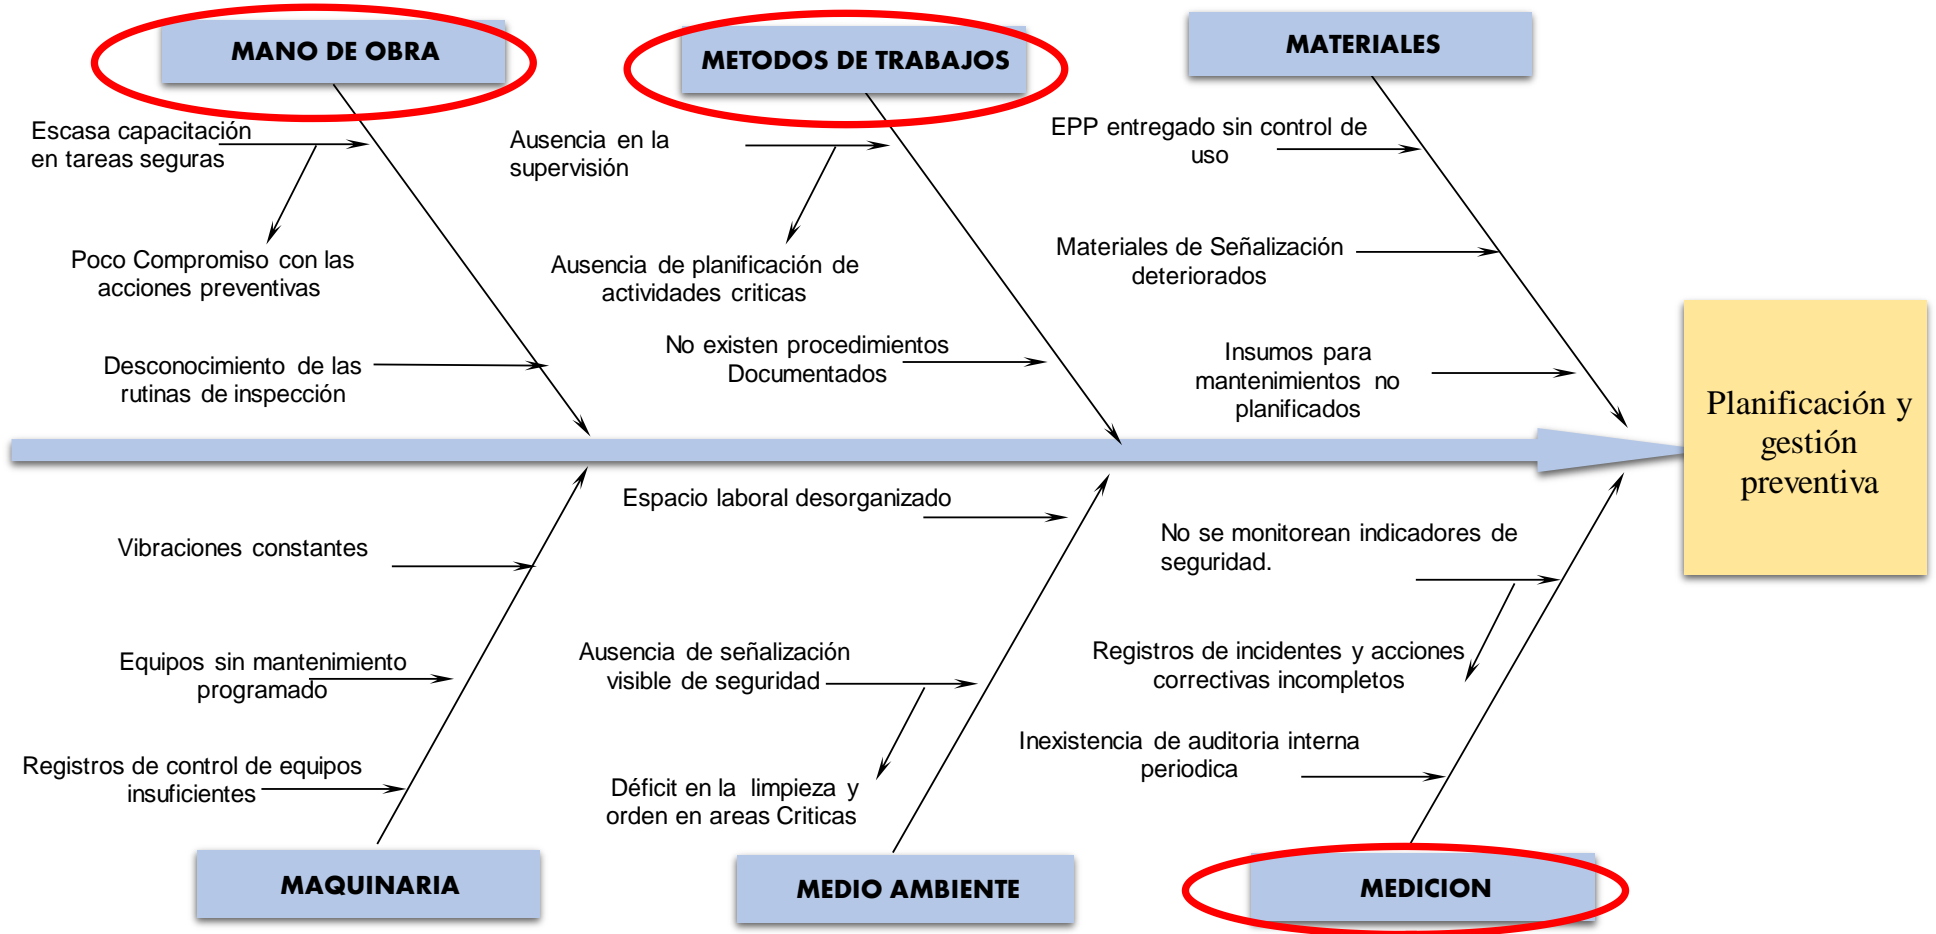 MANO DE OBRA
METODOS DE TRABAJOS
MATERIALES
Escasa capacitación
en tareas seguras
Poco Compromiso con las
acciones preventivas
Desconocimiento de las
rutinas de inspección
Ausencia en la
supervisión
Ausencia de planificación de
actividades criticas
No existen procedimientos
Documentados
EPP entregado sin control de
uso
Materiales de Señalización
deteriorados
Insumos para
mantenimientos no
planificados
Planificación y
gestión
preventiva
Vibraciones constantes
Equipos sin mantenimiento
programado
Registros de control de equipos
insuficientes
Espacio laboral desorganizado
Ausencia de señalización
visible de seguridad
Déficit en la limpieza y
orden en areas Criticas
No se monitorean indicadores de
seguridad.
Registros de incidentes y acciones
correctivas incompletos
Inexistencia de auditoria interna
periodica
MAQUINARIA
MEDIO AMBIENTE
MEDICION